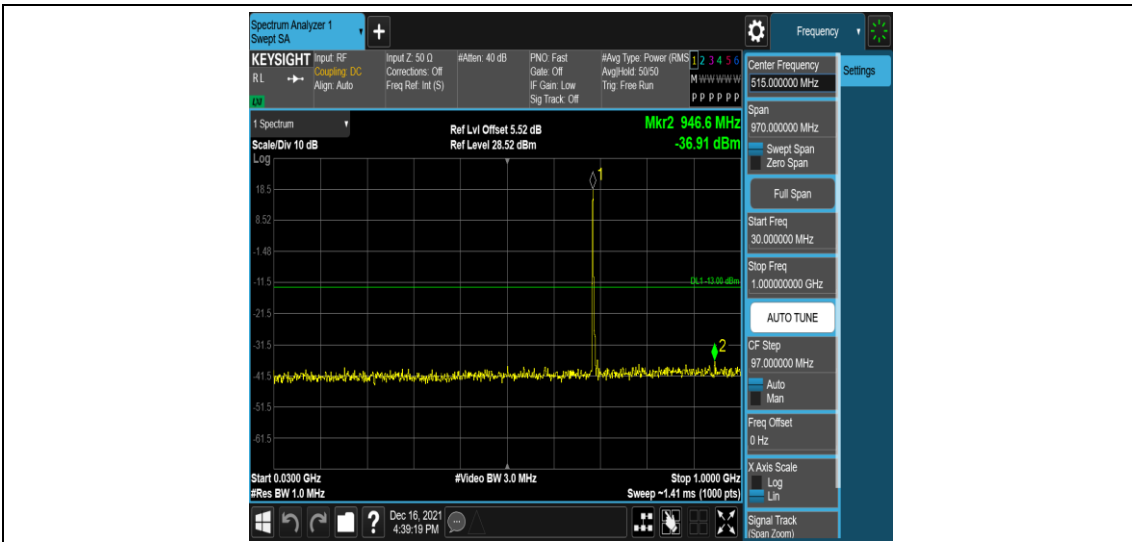 Spectrum Analyzer 1
Swept SA
+
Frequency
KEYSIGHT
RL
LXI
Input: RF
Coupling: DC
Align: Auto
Input Z: 50 Ω
Corrections: Off
Freq Ref: Int (S)
#Atten: 40 dB
PNO: Fast
Gate: Off
IF Gain: Low
Sig Track: Off
#Avg Type: Power (RMS
Avg|Hold: 50/50
Trig: Free Run
1 2 3 4 5 6
M W W W W W
P P P P P P
1 Spectrum
Scale/Div 10 dB
Log
Ref Lvl Offset 5.52 dB
Ref Level 28.52 dBm
Mkr2 946.6 MHz
-36.91 dBm
1
18.5
8.52
-1.48
-11.5
DL1 -13.00 dBm
-21.5
-31.5
2
-41.5
-51.5
-61.5
Start 0.0300 GHz
#Res BW 1.0 MHz
#Video BW 3.0 MHz
Stop 1.0000 GHz
Sweep ~1.41 ms (1000 pts)
?
Dec 16, 2021
4:39:19 PM
Center Frequency
515.000000 MHz
Settings
Span
970.000000 MHz
Swept Span
Zero Span
Full Span
Start Freq
30.000000 MHz
Stop Freq
1.000000000 GHz
AUTO TUNE
CF Step
97.000000 MHz
Auto
Man
Freq Offset
0 Hz
X Axis Scale
Log
Lin
Signal Track
(Span Zoom)